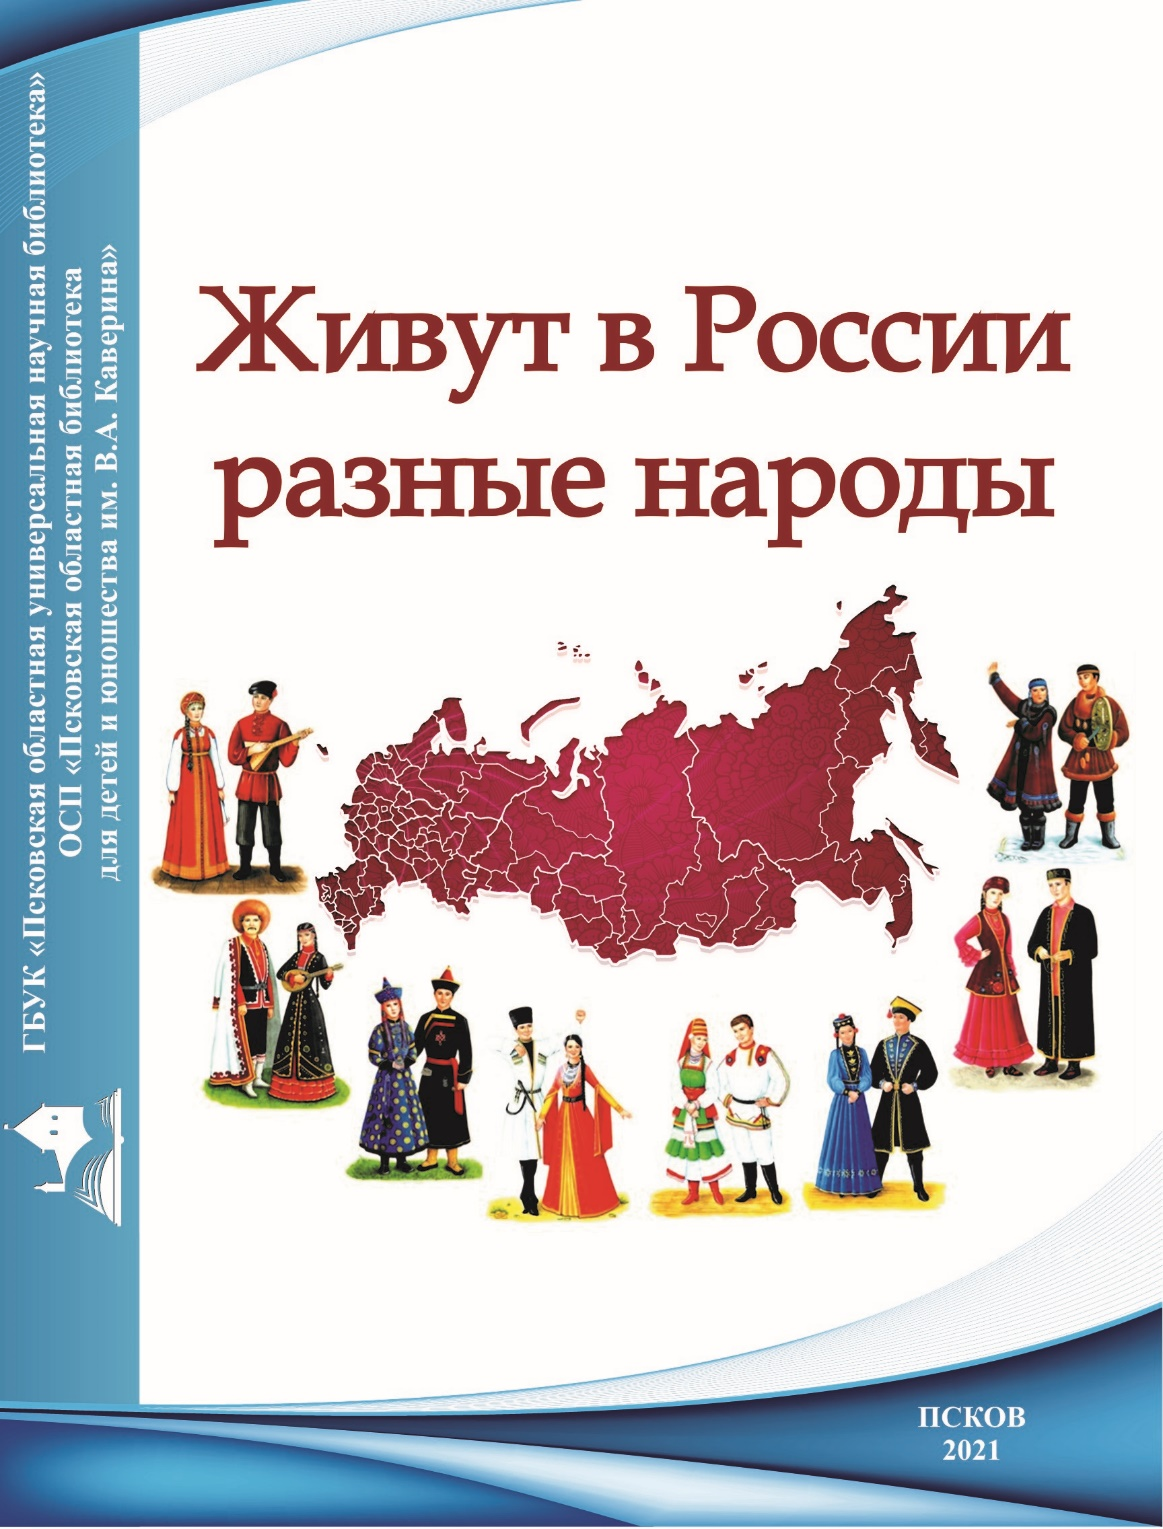 ГБУК «Псковская областная универсальная научная библиотека»
ОСП «Псковская областная библиотека
для детей и юношества им. В.А. Каверина»
Живут в России
разные народы
ПСКОВ
2021